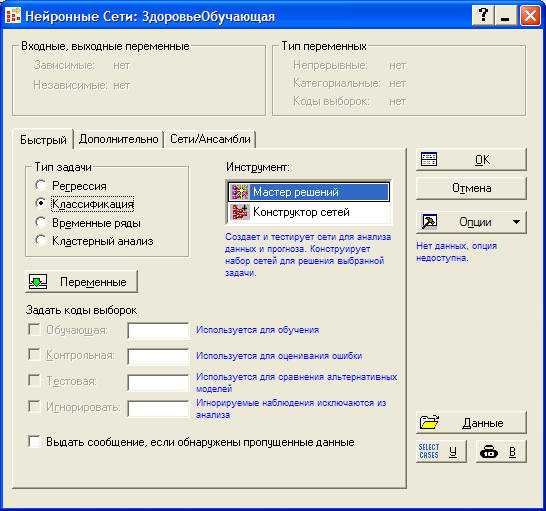 Нейронные Сети: ЗдоровьеОбучающая
Входные, выходные переменные
Зависимые: нет
Независимые: нет
Тип переменных
Непрерывные: нет
Категориальные: нет
Коды выборок: нет
Быстрый Дополнительно Сети/Ансамбли
Тип задачи
Регрессия
Классификация
Временные ряды
Кластерный анализ
Инструмент:
Мастер решений
Конструктор сетей
Создает и тестирует сети для анализа
данных и прогноза. Конструирует
набор сетей для решения выбранной
задачи.
OK
Отмена
Опции
Нет данных, опция
недоступна.
Переменные
Задать коды выборок
Обучающая: Используется для обучения
Контрольная: Используется для оценивания ошибки
Тестовая: Используется для сравнения альтернативных
моделей
Игнорировать: Игнорируемые наблюдения исключаются из
анализа
Выдать сообщение, если обнаружены пропущенные данные
Данные
SELECT
CASES У 10 В